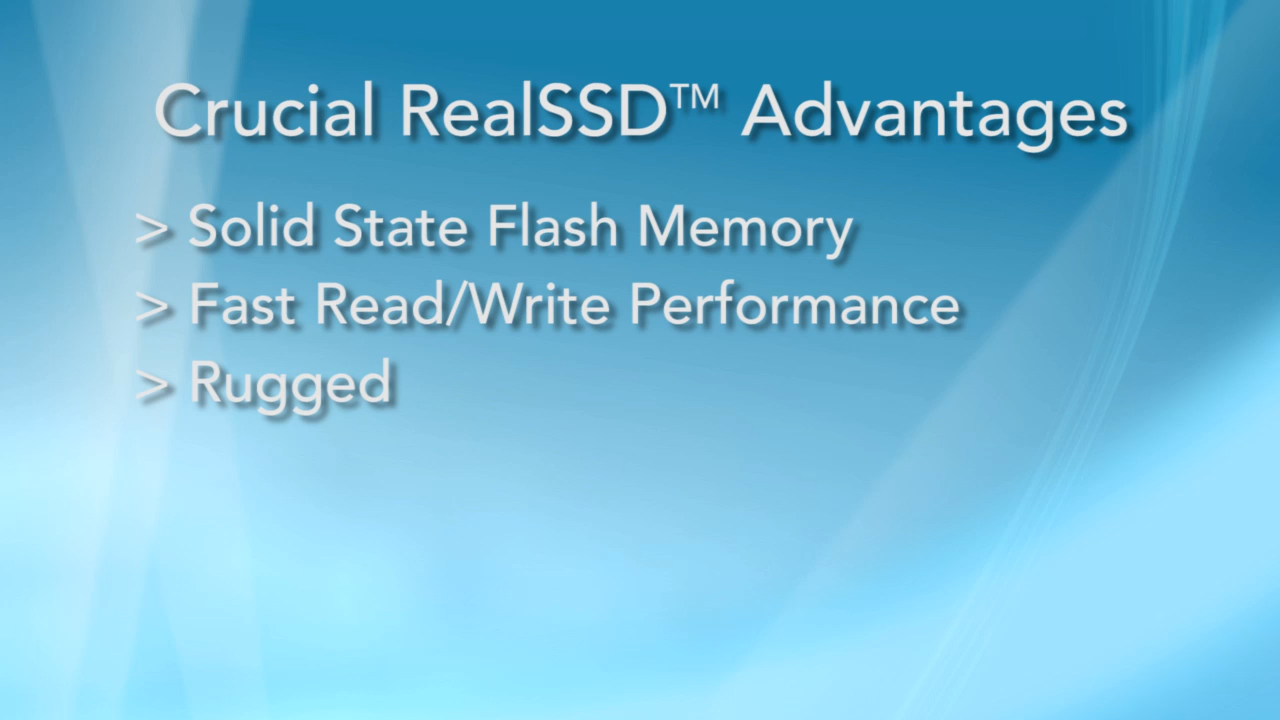 Crucial RealSSD™ Advantages
> Solid State Flash Memory
> Fast Read/Write Performance
> Rugged